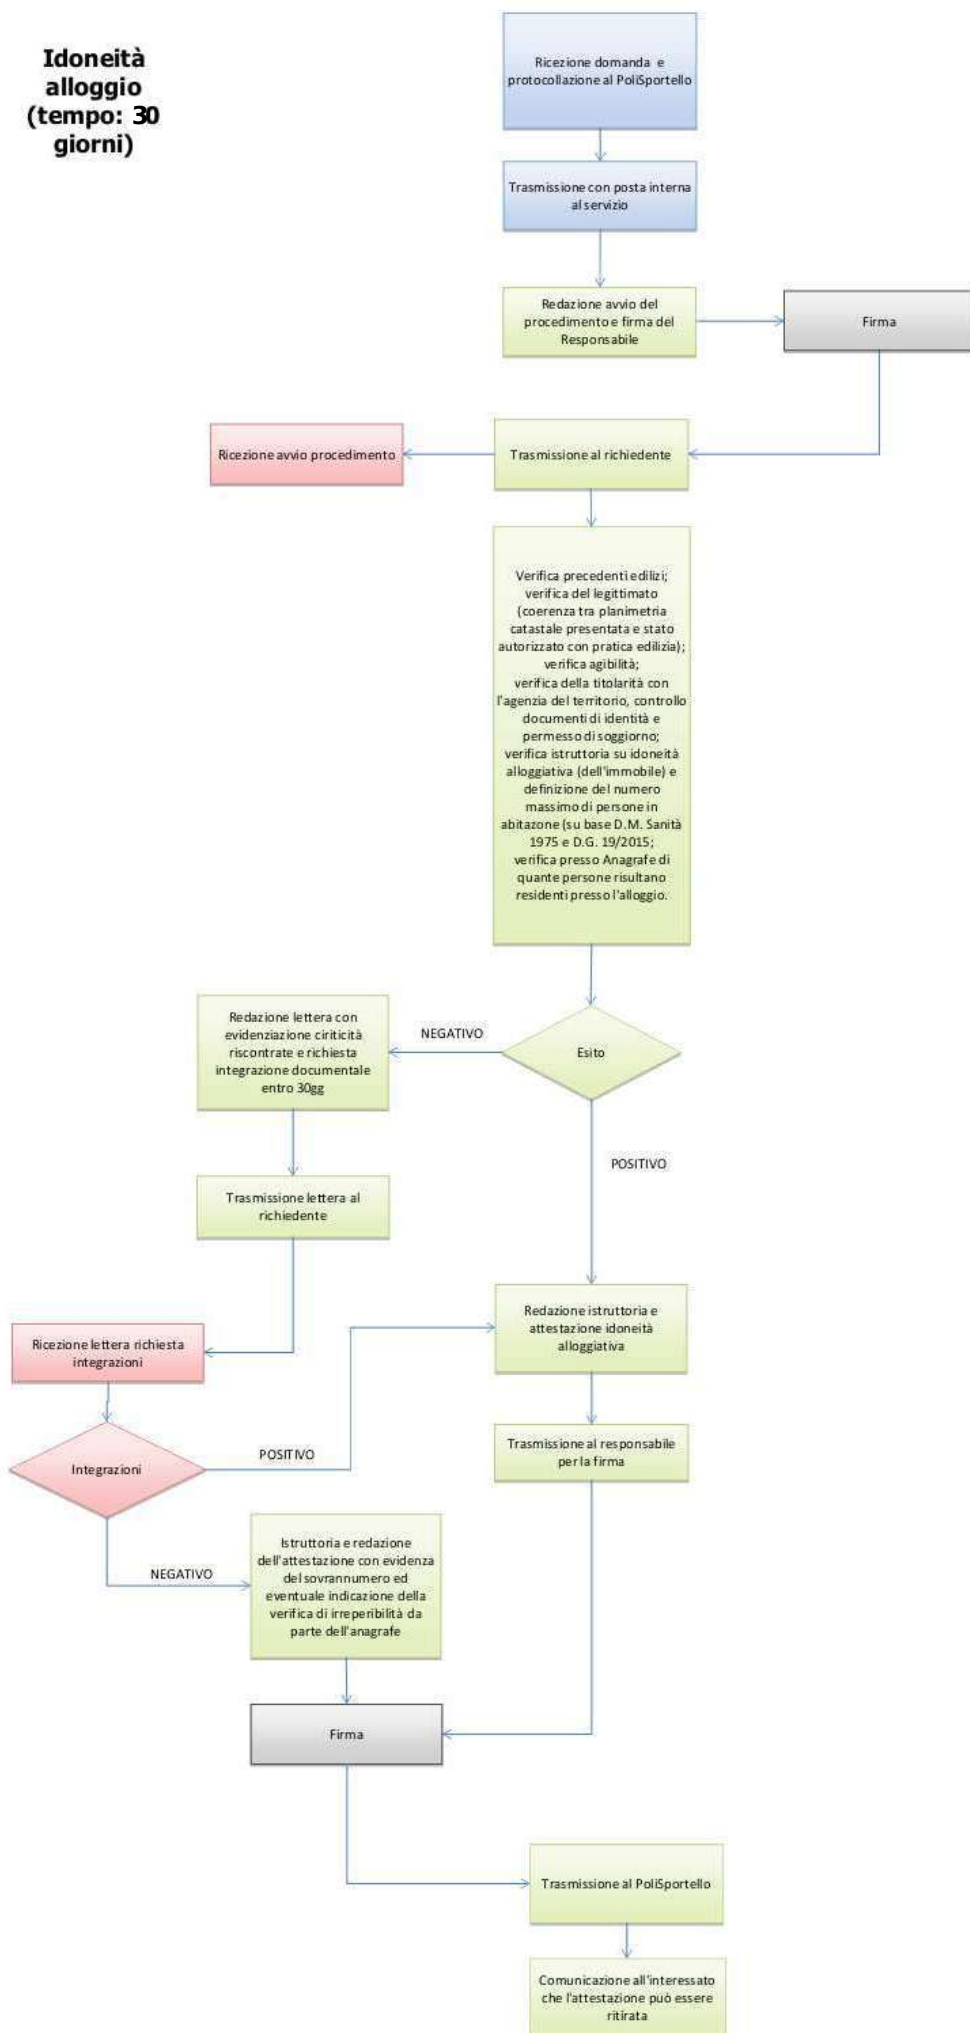 Idoneità
alloggio
(tempo: 30
giorni)
Ricezione domanda e
protocollazione al PoliSportello
Trasmissione con posta interna
al servizio
Redazione avvio del
procedimento e firma del
Responsabile
Firma
Ricezione avvio procedimento
Trasmissione al richiedente
Verifica precedenti edilizi;
verifica del legittimato
(coerenza tra planimetria
catastale presentata e stato
autorizzato con pratica edilizia);
verifica agibilità;
verifica della titolarità con
l'agenzia del territorio, controllo
documenti di identità e
permesso di soggiorno;
verifica istruttoria su idoneità
alloggiativa (dell'immobile) e
definizione del numero
massimo di persone in
abitazone (su base D.M. Sanità
1975 e D.G. 19/2015;
verifica presso Anagrafe di
quante persone risultano
residenti presso l'alloggio.
Redazione lettera con
evidenziazione ciriticità
riscontrate e richiesta
integrazione documentale
entro 30gg
NEGATIVO
Esito
POSITIVO
Trasmissione lettera al
richiedente
Redazione istruttoria e
attestazione idoneità
alloggiativa
Ricezione lettera richiesta
integrazioni
Trasmissione al responsabile
per la firma
POSITIVO
Integrazioni
Istruttoria e redazione
dell'attestazione con evidenza
del sovrannumero ed
eventuale indicazione della
verifica di irreperibilità da
parte dell'anagrafe
NEGATIVO
Firma
Trasmissione al PoliSportello
Comunicazione all'interessato
che l'attestazione può essere
ritirata